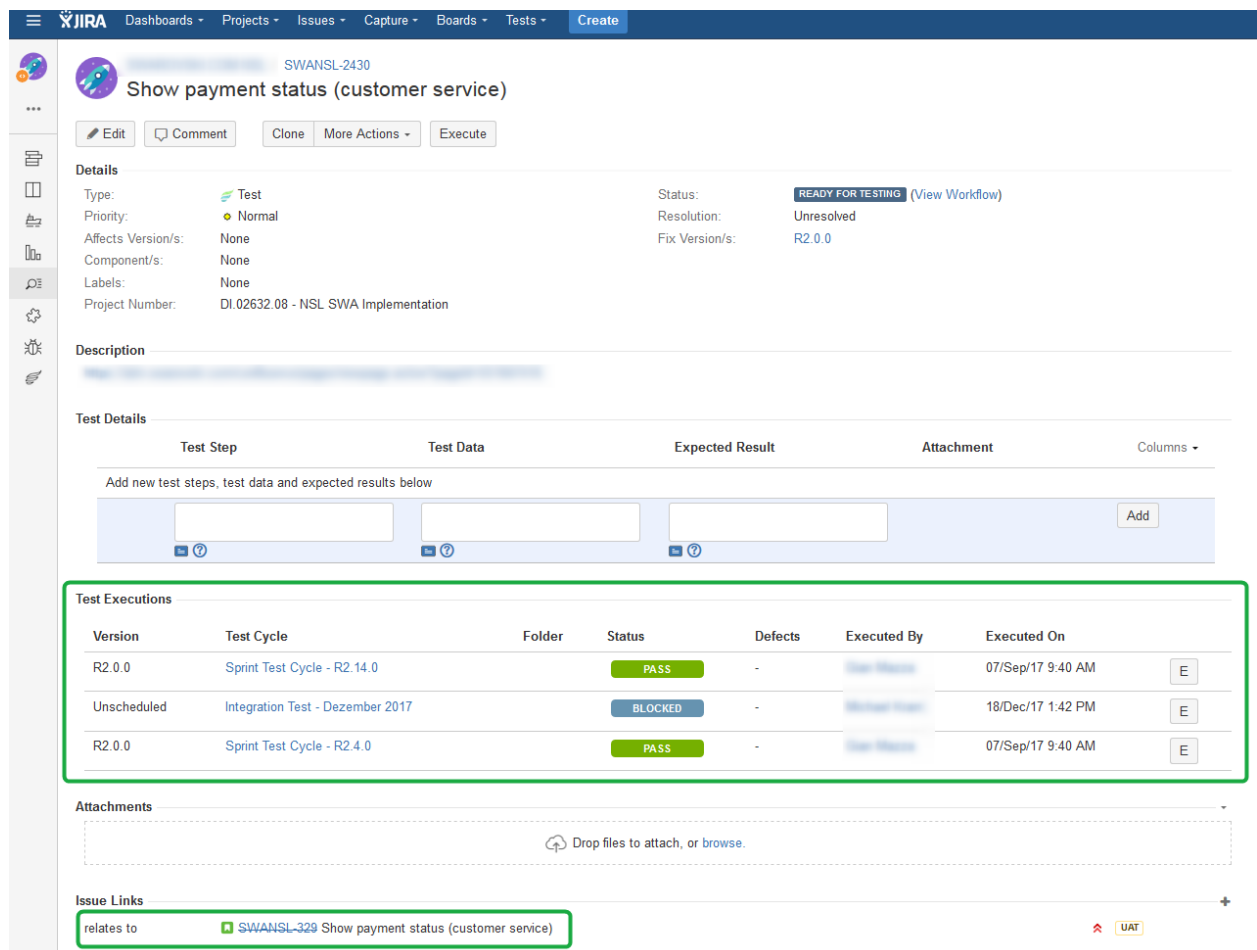 JIRA Dashboards Projects Issues Capture Boards Tests Create
SWANSL-2430
Show payment status (customer service)
Edit Comment Clone More Actions Execute
Details
Type: Test Status: READY FOR TESTING (View Workflow)
Priority: Normal Resolution: Unresolved
Affects Version/s: None Fix Version/s: R2.0.0
Component/s: None
Labels: None
Project Number: DI.02632.08 - NSL SWA Implementation
Description
Test Details
Test Step Test Data Expected Result Attachment Columns
Add new test steps, test data and expected results below
Add
Test Executions
Version Test Cycle Folder Status Defects Executed By Executed On
R2.0.0 Sprint Test Cycle - R2.14.0 PASS - 07/Sep/17 9:40 AM E
Unscheduled Integration Test - Dezember 2017 BLOCKED - 18/Dec/17 1:42 PM E
R2.0.0 Sprint Test Cycle - R2.4.0 PASS - 07/Sep/17 9:40 AM E
Attachments
Drop files to attach, or browse.
Issue Links
relates to SWANSL-329 Show payment status (customer service) UAT